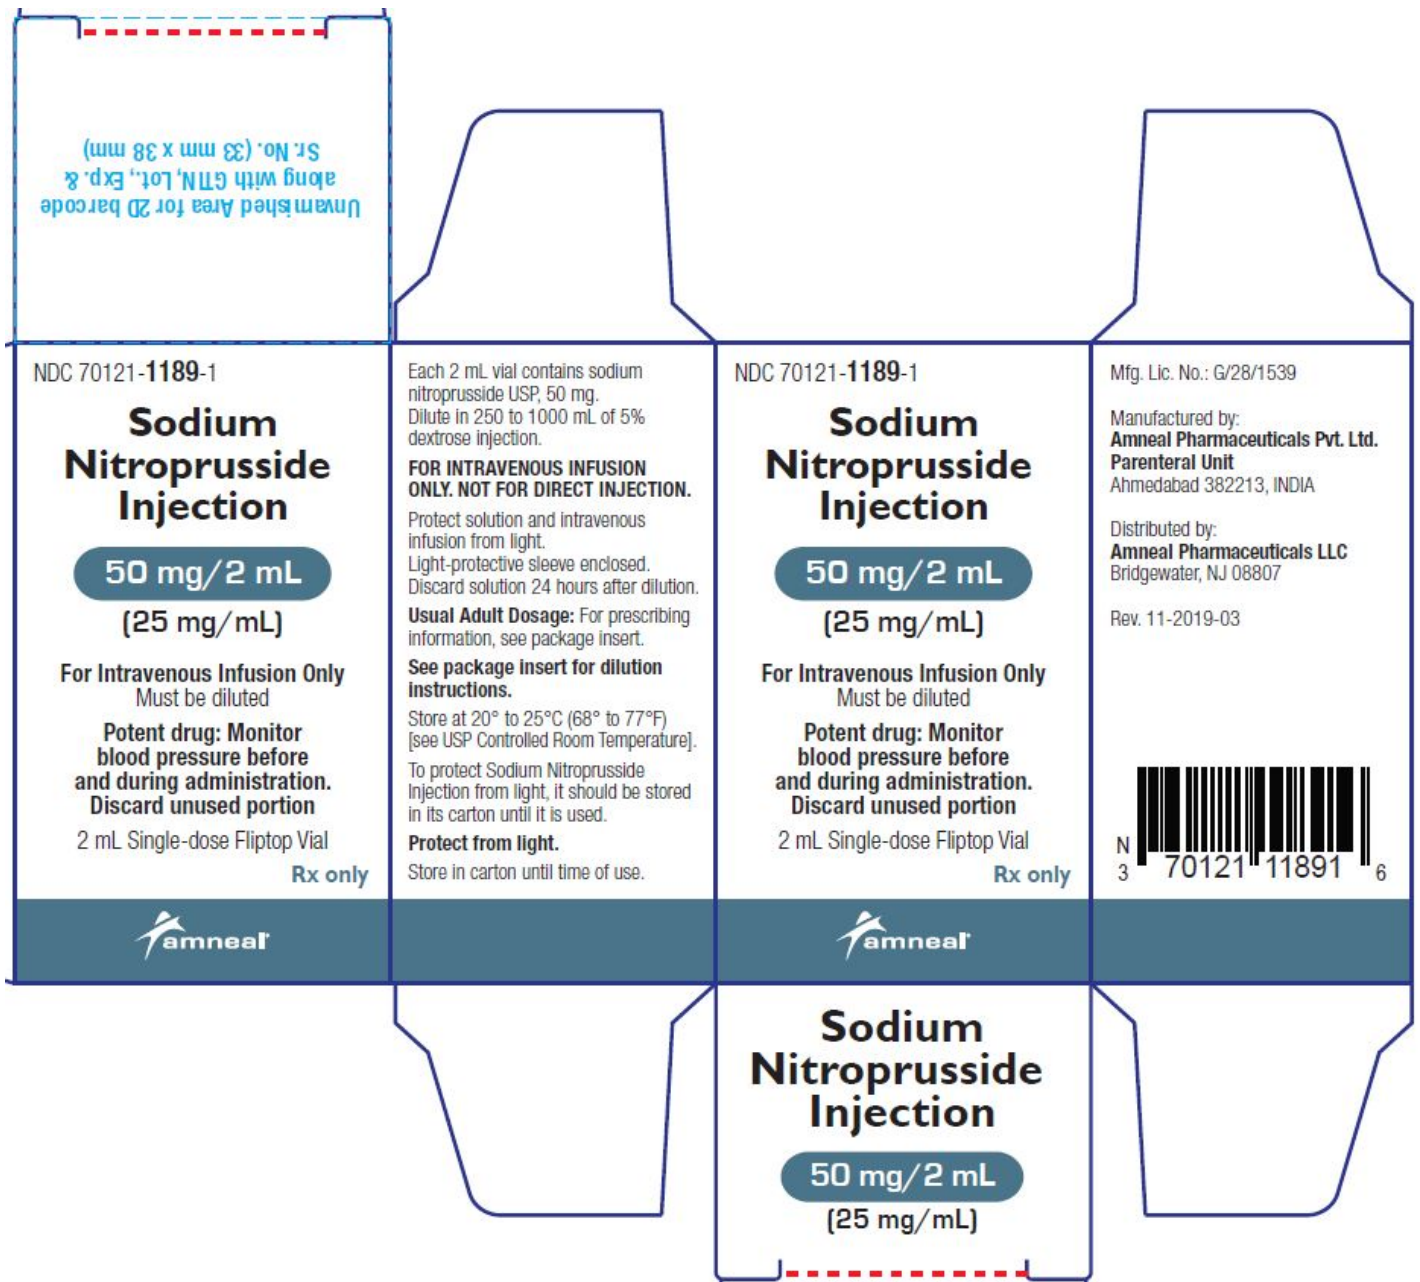 Unvarnished Area for 2D barcode
along with GTIN, Lot., Exp. &
Sr. No. (33 mm x 38 mm)
NDC 70121-1189-1
Sodium
Nitroprusside
Injection
50 mg/2 mL
(25 mg/mL)
For Intravenous Infusion Only
Must be diluted
Potent drug: Monitor
blood pressure before
and during administration.
Discard unused portion
2 mL Single-dose Fliptop Vial
Rx only
amneal®
Each 2 mL vial contains sodium
nitroprusside USP, 50 mg.
Dilute in 250 to 1000 mL of 5%
dextrose injection.
FOR INTRAVENOUS INFUSION
ONLY. NOT FOR DIRECT INJECTION.
Protect solution and intravenous
infusion from light.
Light-protective sleeve enclosed.
Discard solution 24 hours after dilution.
Usual Adult Dosage: For prescribing
information, see package insert.
See package insert for dilution
instructions.
Store at 20° to 25°C (68° to 77°F)
[see USP Controlled Room Temperature].
To protect Sodium Nitroprusside
Injection from light, it should be stored
in its carton until it is used.
Protect from light.
Store in carton until time of use.
NDC 70121-1189-1
Sodium
Nitroprusside
Injection
50 mg/2 mL
(25 mg/mL)
For Intravenous Infusion Only
Must be diluted
Potent drug: Monitor
blood pressure before
and during administration.
Discard unused portion
2 mL Single-dose Fliptop Vial
Rx only
amneal®
Mfg. Lic. No.: G/28/1539
Manufactured by:
Amneal Pharmaceuticals Pvt. Ltd.
Parenteral Unit
Ahmedabad 382213, INDIA
Distributed by:
Amneal Pharmaceuticals LLC
Bridgewater, NJ 08807
Rev. 11-2019-03
N
3 70121 11891 6
Sodium
Nitroprusside
Injection
50 mg/2 mL
(25 mg/mL)